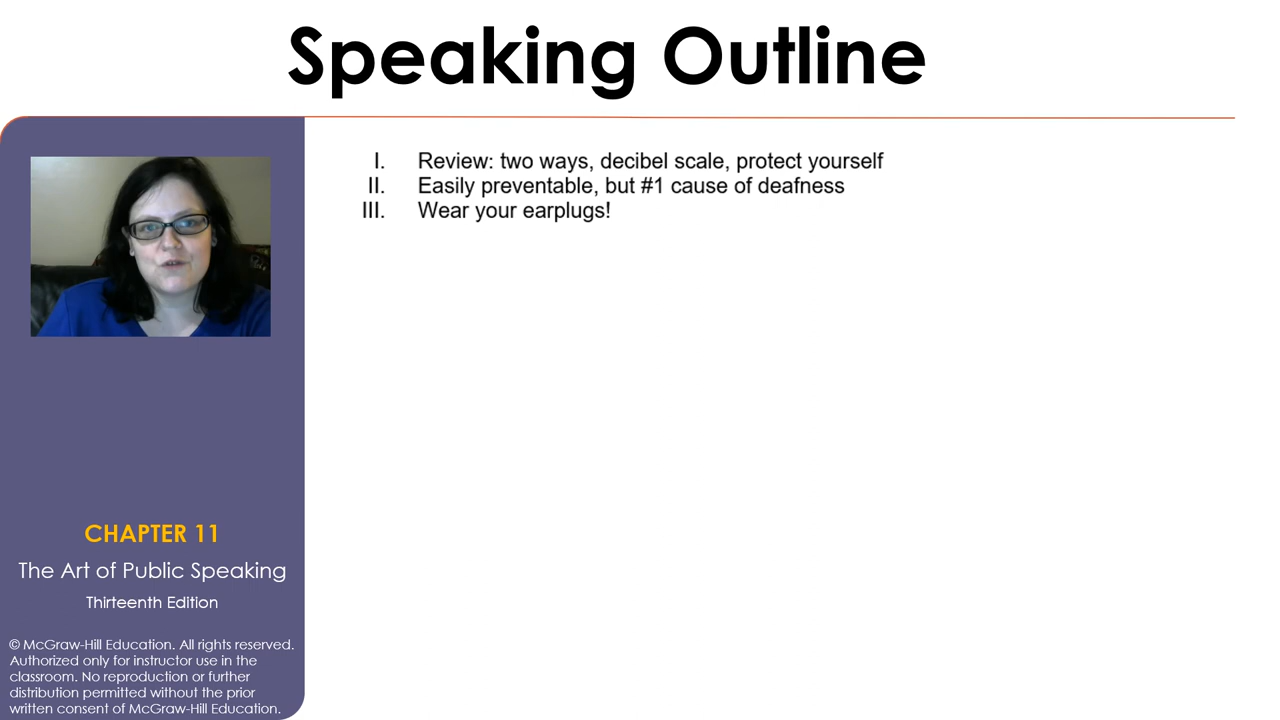 Speaking Outline
I. Review: two ways, decibel scale, protect yourself
II. Easily preventable, but #1 cause of deafness
III. Wear your earplugs!
CHAPTER 11
The Art of Public Speaking
Thirteenth Edition
© McGraw-Hill Education. All rights reserved.
Authorized only for instructor use in the
classroom. No reproduction or further
distribution permitted without the prior
written consent of McGraw-Hill Education.